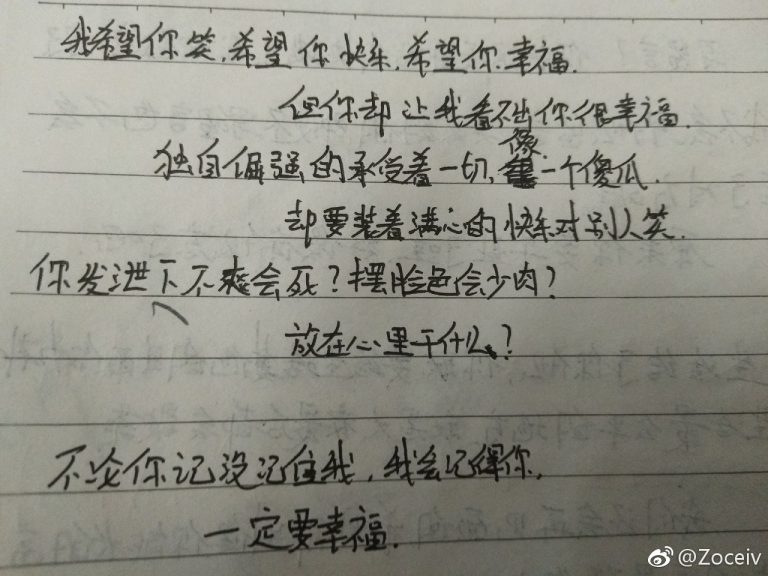 我希望你笑,希望你快乐,希望你幸福.
但你却让我看不出你很幸福.
独自倔强的承受着一切,像一个傻瓜.
却要装着满心的快乐对别人笑.
你发泄下不爽会死?摆脸色会少肉?
放在心里干什么?
不论你记没记住我,我会记得你,
一定要幸福.
@Zoceiv